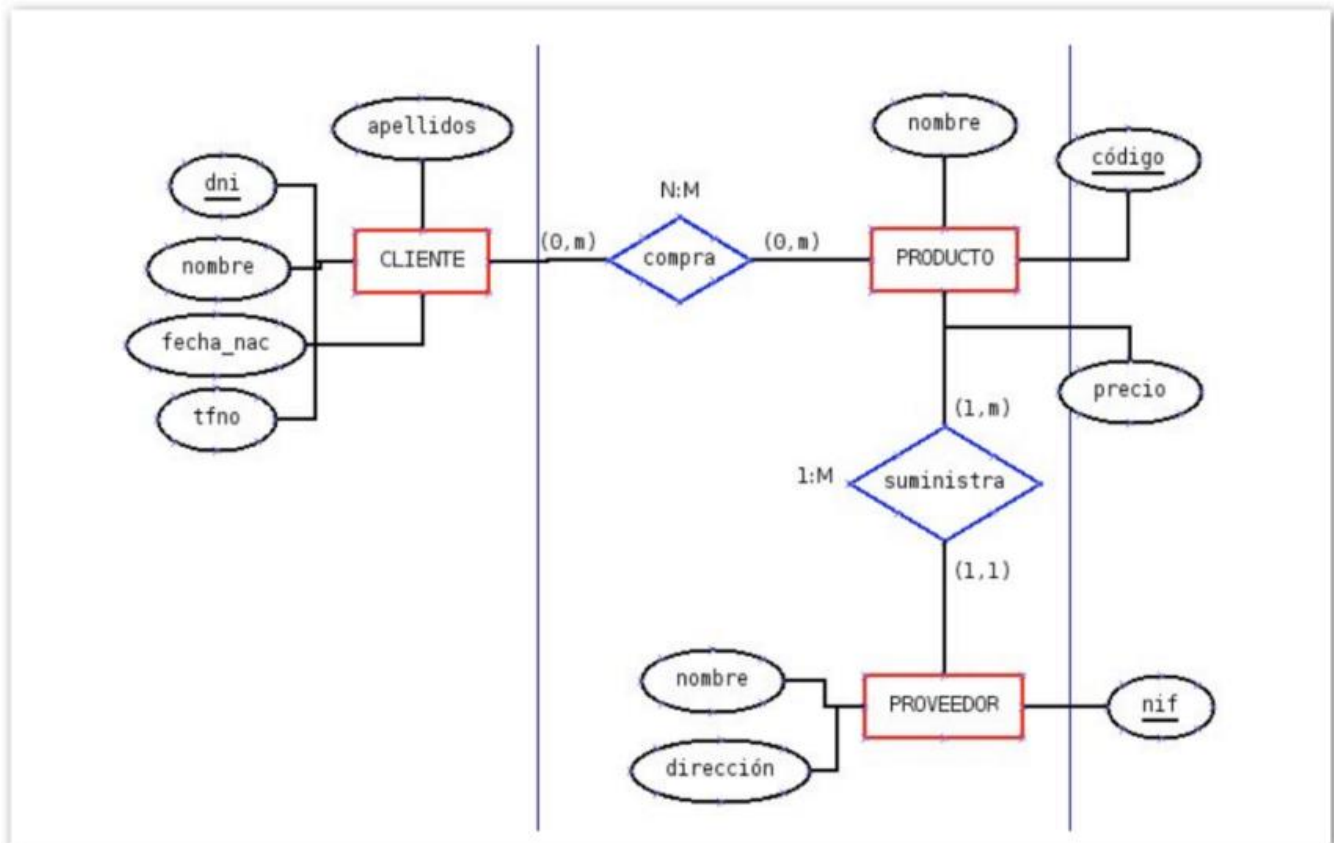 apellidos
nombre
código
dni
N:M
nombre
CLIENTE
(0,m)
compra
(0,m)
PRODUCTO
fecha_nac
tfno
precio
(1,m)
1:M
suministra
(1,1)
nombre
PROVEEDOR
nif
dirección